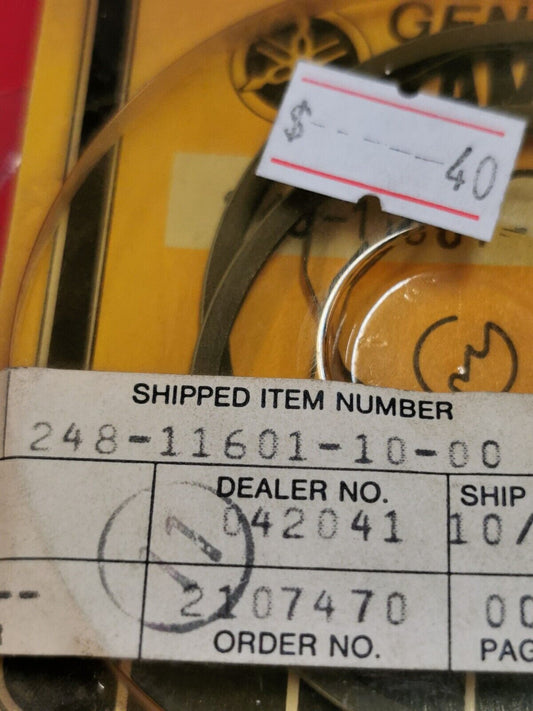 GEN
$------40
SHIPPED ITEM NUMBER
248-11601-10-00
DEALER NO.
SHIP
042041
10/
--
2107470
00
R
ORDER NO.
PAG